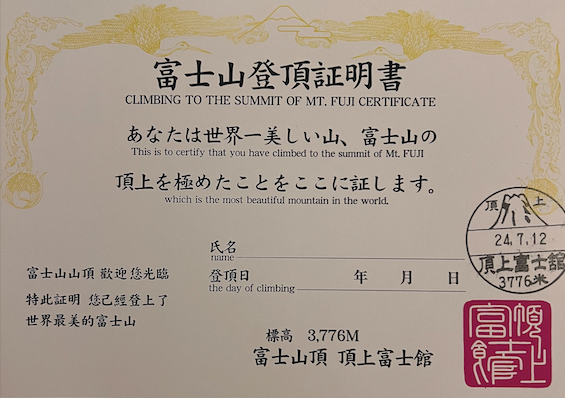 富士山登頂証明書
CLIMBING TO THE SUMMIT OF MT. FUJI CERTIFICATE
あなたは世界一美しい山、富士山の
This is to certify that you have climbed to the summit of Mt. FUJI
頂上を極めたことをここに証します。
which is the most beautiful mountain in the world.
氏名
name
登頂日 年 月 日
the day of climbing
富士山山頂 歡迎您光臨
特此証明 您已經登上了
世界最美的富士山
標高 3,776M
富士山頂 頂上富士館
頂上
24.7.12
頂上富士館
3776米